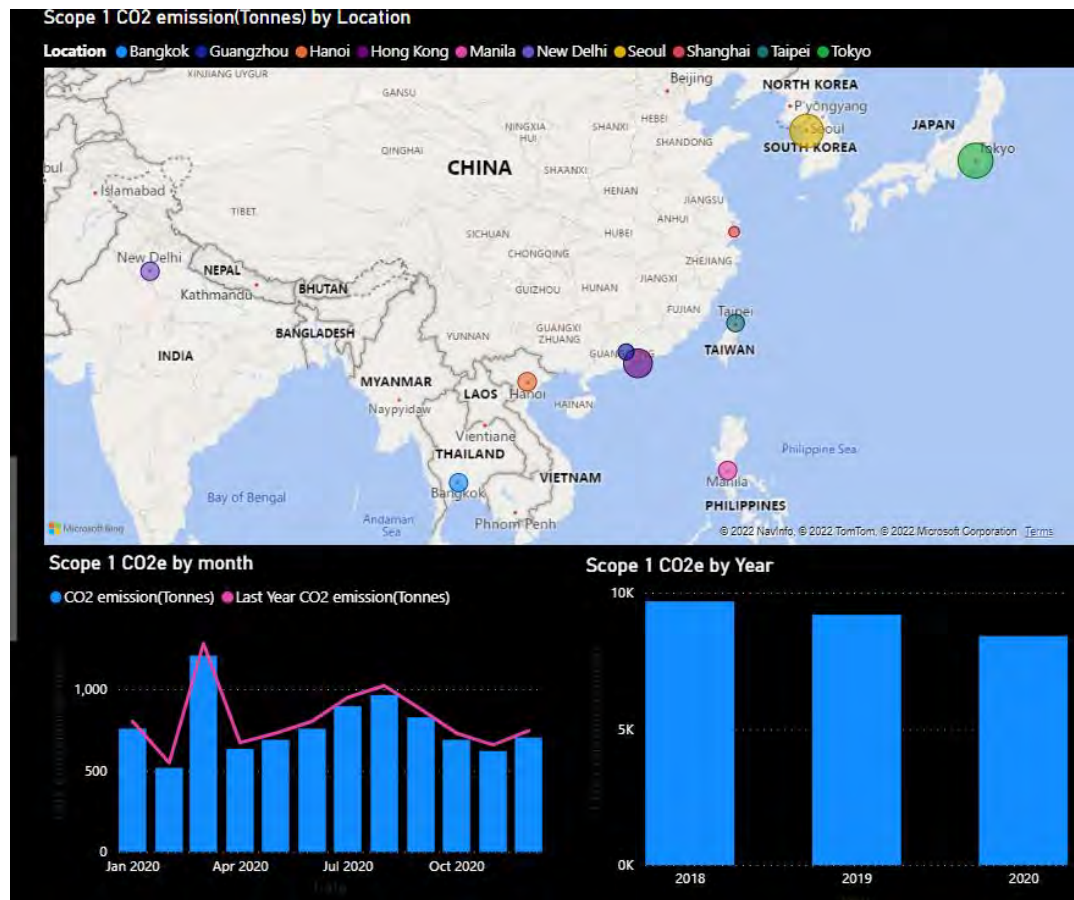 Scope 1 CO2 emission(Tonnes) by Location
Location Bangkok Guangzhou Hanoi Hong Kong Manila New Delhi Seoul Shanghai Taipei Tokyo
XINJIANG UYGUR
Beijing
NORTH KOREA
GANSU
P'yongyang
HEBEI
NINGXIA
HUI
SHANXI
Seoul
JAPAN
SHANDONG
SOUTH KOREA
Tokyo
QINGHAI
CHINA
SHAANXI
bul
Islamabad
HENAN
JIANGSU
TIBET
ANHUI
SICHUAN
HUBEI
New Delhi
CHONGQING
ZHEJIANG
NEPAL
JIANGXI
Kathmandu
BHUTAN
GUIZHOU
HUNAN
FUJIAN
Taipei
BANGLADESH
YUNNAN
GUANGXI
ZHUANG
TAIWAN
INDIA
MYANMAR
LAOS
Hanoi
HAINAN
Naypyidaw
Vientiane
THAILAND
Philippine Sea
VIETNAM
Manila
Bangkok
Bay of Bengal
PHILIPPINES
Andaman
Sea
Phnom Penh
Microsoft Bing
© 2022 NavInfo, © 2022 TomTom, © 2022 Microsoft Corporation Terms
Scope 1 CO2e by month
CO2 emission(Tonnes) Last Year CO2 emission(Tonnes)
1,000
500
0
Jan 2020 Apr 2020 Jul 2020 Oct 2020
Scope 1 CO2e by Year
10K
5K
0K
2018 2019 2020